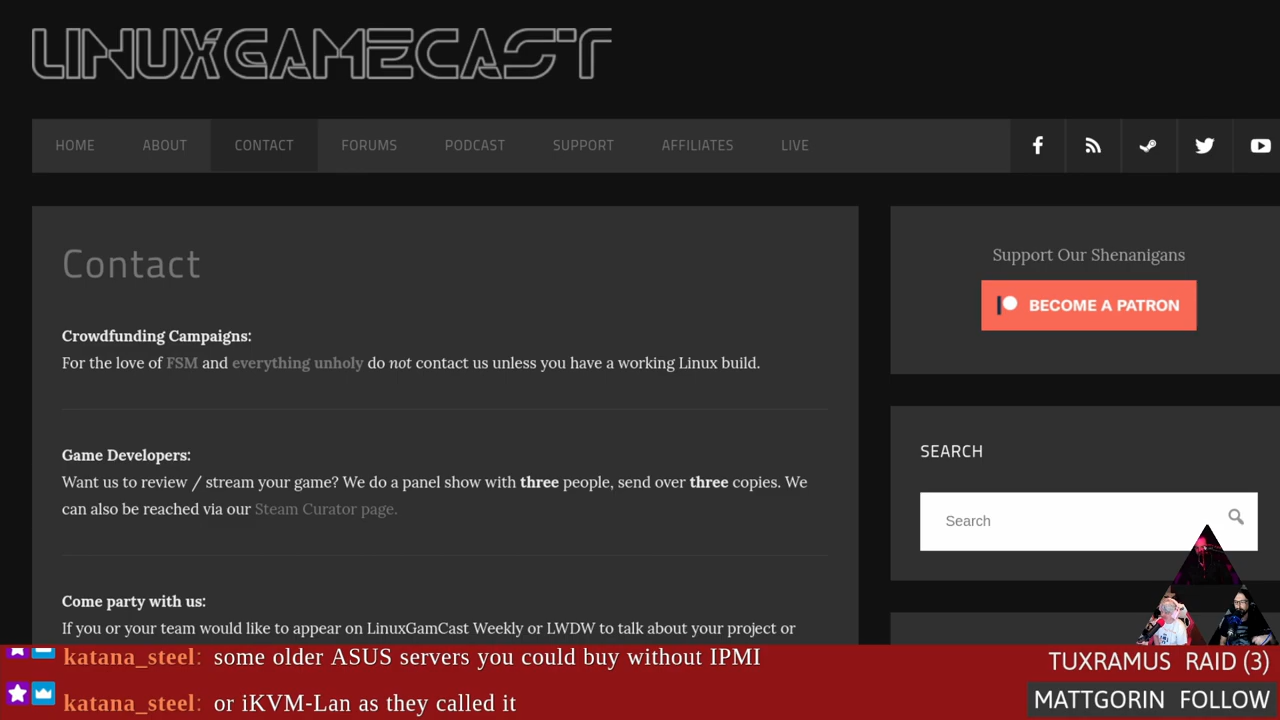 LINUXGAMECAST
HOME ABOUT CONTACT FORUMS PODCAST SUPPORT AFFILIATES LIVE
Contact
Crowdfunding Campaigns:
For the love of FSM and everything unholy do not contact us unless you have a working Linux build.
Game Developers:
Want us to review / stream your game? We do a panel show with three people, send over three copies. We
can also be reached via our Steam Curator page.
Come party with us:
If you or your team would like to appear on LinuxGamCast Weekly or LWDW to talk about your project or
Support Our Shenanigans
BECOME A PATRON
SEARCH
Search
katana_steel: some older ASUS servers you could buy without IPMI
katana_steel: or iKVM-Lan as they called it
TUXRAMUS RAID (3)
MATTGORIN FOLLOW